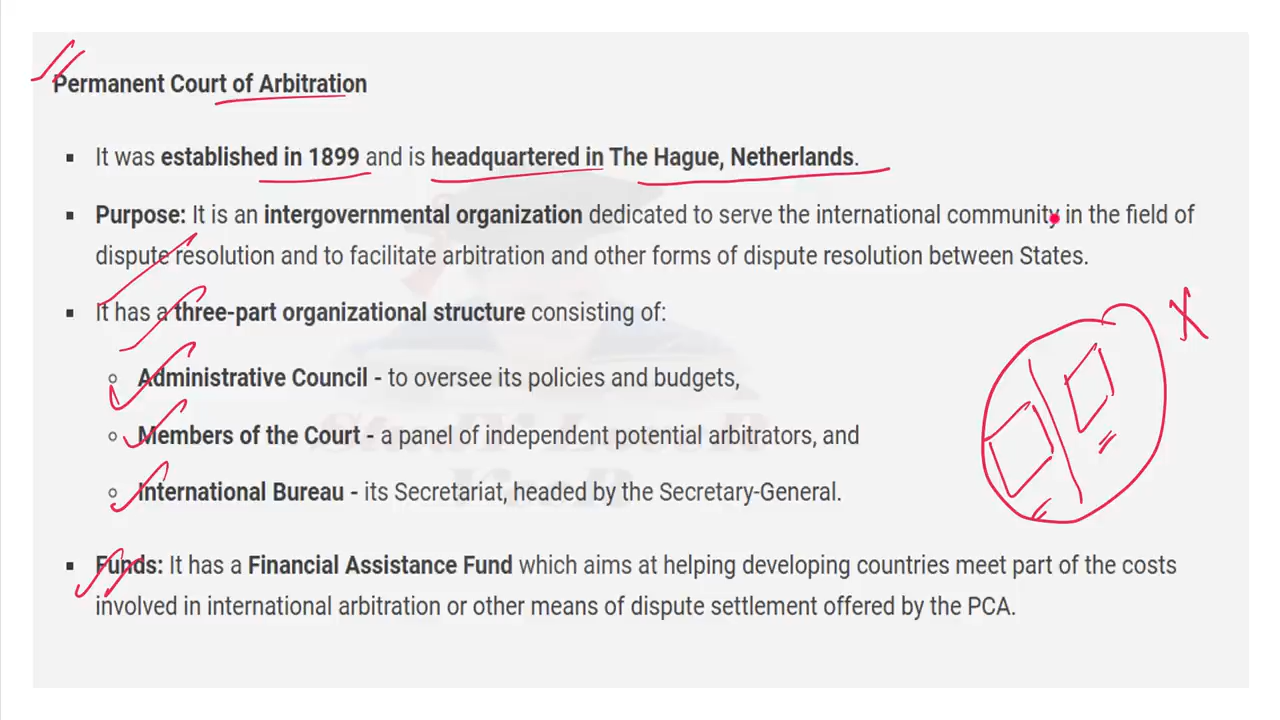 Permanent Court of Arbitration
▪ It was established in 1899 and is headquartered in The Hague, Netherlands.
▪ Purpose: It is an intergovernmental organization dedicated to serve the international community in the field of
dispute resolution and to facilitate arbitration and other forms of dispute resolution between States.
▪ It has a three-part organizational structure consisting of:
○ Administrative Council - to oversee its policies and budgets,
○ Members of the Court - a panel of independent potential arbitrators, and
○ International Bureau - its Secretariat, headed by the Secretary-General.
▪ Funds: It has a Financial Assistance Fund which aims at helping developing countries meet part of the costs
involved in international arbitration or other means of dispute settlement offered by the PCA.